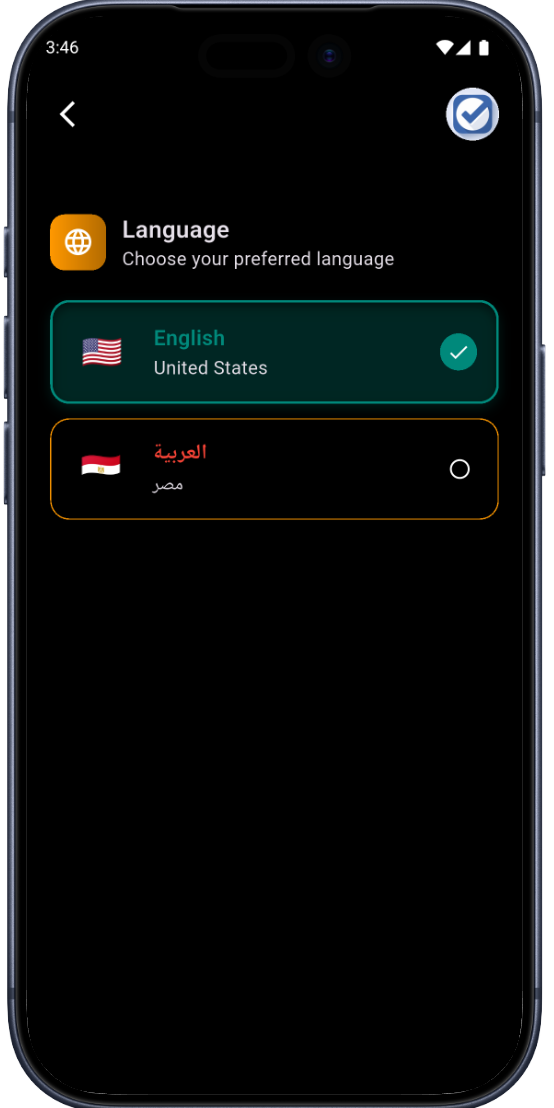 3:46
Language
Choose your preferred language
English
United States
العربية
مصر